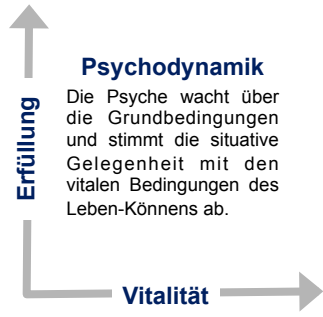 Psychodynamik
Die Psyche wacht über
die Grundbedingungen
und stimmt die situative
Gelegenheit mit den
vitalen Bedingungen des
Leben-Könnens ab.
Erfüllung
Vitalität